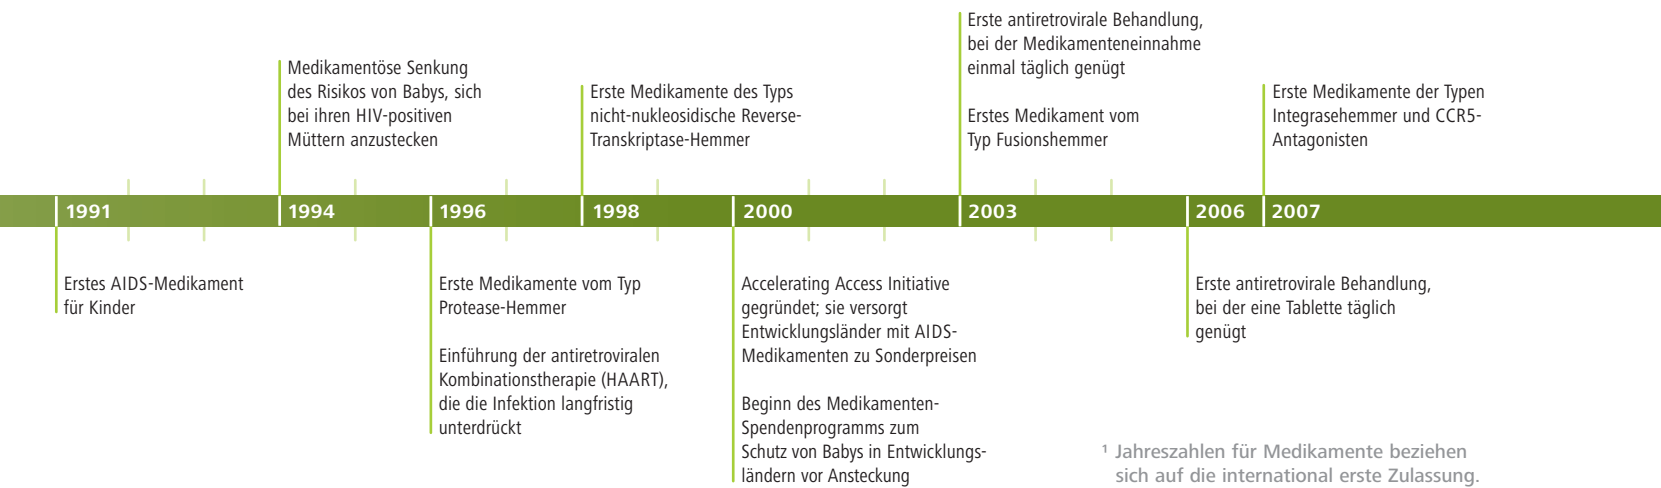 Medikamentöse Senkung
des Risikos von Babys, sich
bei ihren HIV-positiven
Müttern anzustecken
Erste Medikamente des Typs
nicht-nukleosidische Reverse-
Transkriptase-Hemmer
Erste antiretrovirale Behandlung,
bei der Medikamenteneinnahme
einmal täglich genügt
Erstes Medikament vom
Typ Fusionshemmer
Erste Medikamente der Typen
Integrasehemmer und CCR5-
Antagonisten
1991 1994 1996 1998 2000 2003 2006 2007
Erstes AIDS-Medikament
für Kinder
Erste Medikamente vom Typ
Protease-Hemmer
Einführung der antiretroviralen
Kombinationstherapie (HAART),
die die Infektion langfristig
unterdrückt
Accelerating Access Initiative
gegründet; sie versorgt
Entwicklungsländer mit AIDS-
Medikamenten zu Sonderpreisen
Beginn des Medikamenten-
Spendenprogramms zum
Schutz von Babys in Entwicklungs-
ländern vor Ansteckung
Erste antiretrovirale Behandlung,
bei der eine Tablette täglich
genügt
¹ Jahreszahlen für Medikamente beziehen
sich auf die international erste Zulassung.